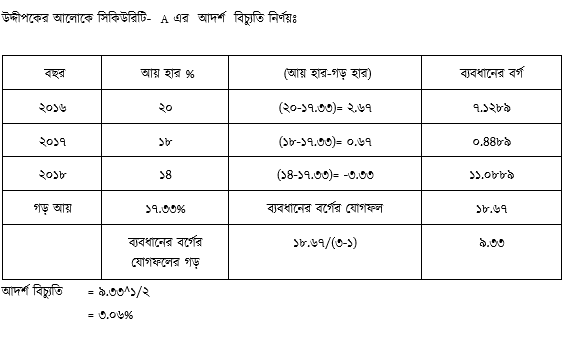 উদ্দীপকের আলোকে সিকিউরিটি- A এর আদর্শ বিচ্যুতি নির্ণয়ঃ
বছর আয় হার % (আয় হার-গড় হার) ব্যবধানের বর্গ
২০১৬ ২০ (২০-১৭.৩৩)= ২.৬৭ ৭.১২৮৯
২০১৭ ১৮ (১৮-১৭.৩৩)= ০.৬৭ ০.৪৪৮৯
২০১৮ ১৪ (১৪-১৭.৩৩)= -৩.৩৩ ১১.০৮৮৯
গড় আয় ১৭.৩৩% ব্যবধানের বর্গের যোগফল ১৮.৬৭
ব্যবধানের বর্গের ১৮.৬৭/(৩-১) ৯.৩৩
যোগফলের গড়
আদর্শ বিচ্যুতি = ৯.৩৩^১/২
= ৩.০৬%